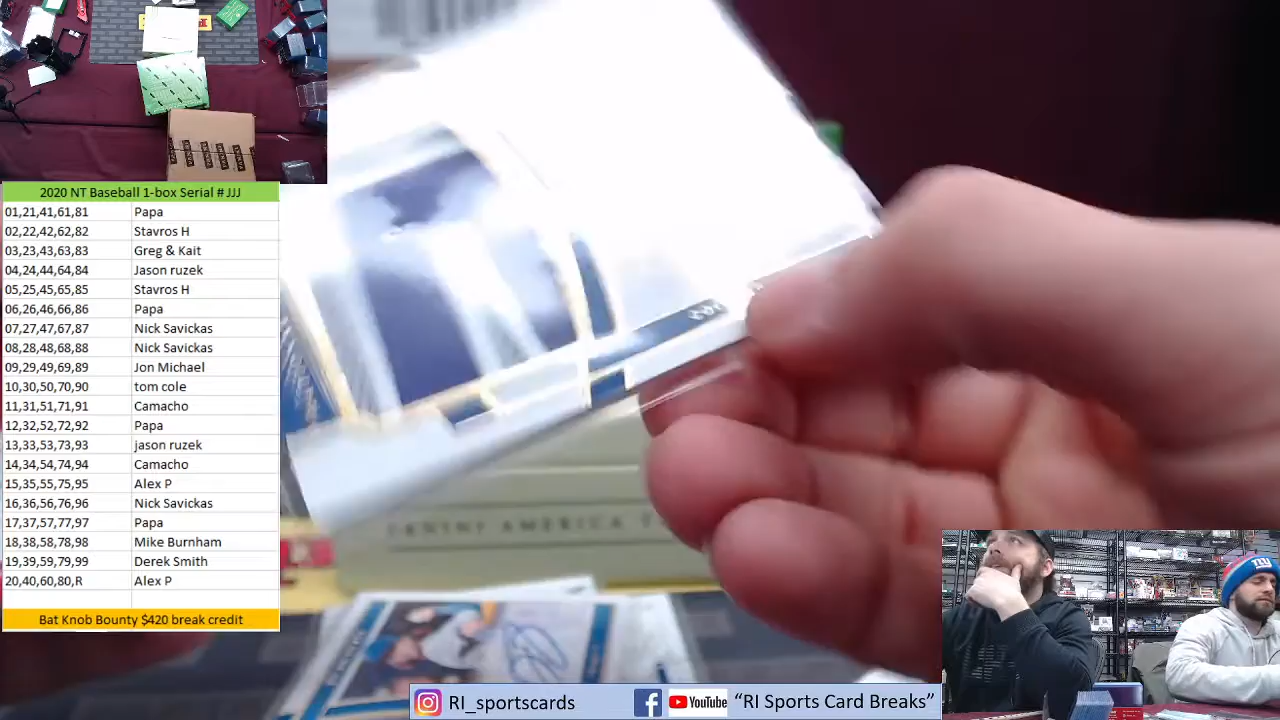 2020 NT Baseball 1-box Serial # JJJ
01,21,41,61,81 Papa
02,22,42,62,82 Stavros H
03,23,43,63,83 Greg & Kait
04,24,44,64,84 Jason ruzek
05,25,45,65,85 Stavros H
06,26,46,66,86 Papa
07,27,47,67,87 Nick Savickas
08,28,48,68,88 Nick Savickas
09,29,49,69,89 Jon Michael
10,30,50,70,90 tom cole
11,31,51,71,91 Camacho
12,32,52,72,92 Papa
13,33,53,73,93 jason ruzek
14,34,54,74,94 Camacho
15,35,55,75,95 Alex P
16,36,56,76,96 Nick Savickas
17,37,57,77,97 Papa
18,38,58,78,98 Mike Burnham
19,39,59,79,99 Derek Smith
20,40,60,80,R Alex P
Bat Knob Bounty $420 break credit
PANINI AMERICA
RI_sportscards
YouTube "RI Sports Card Breaks"